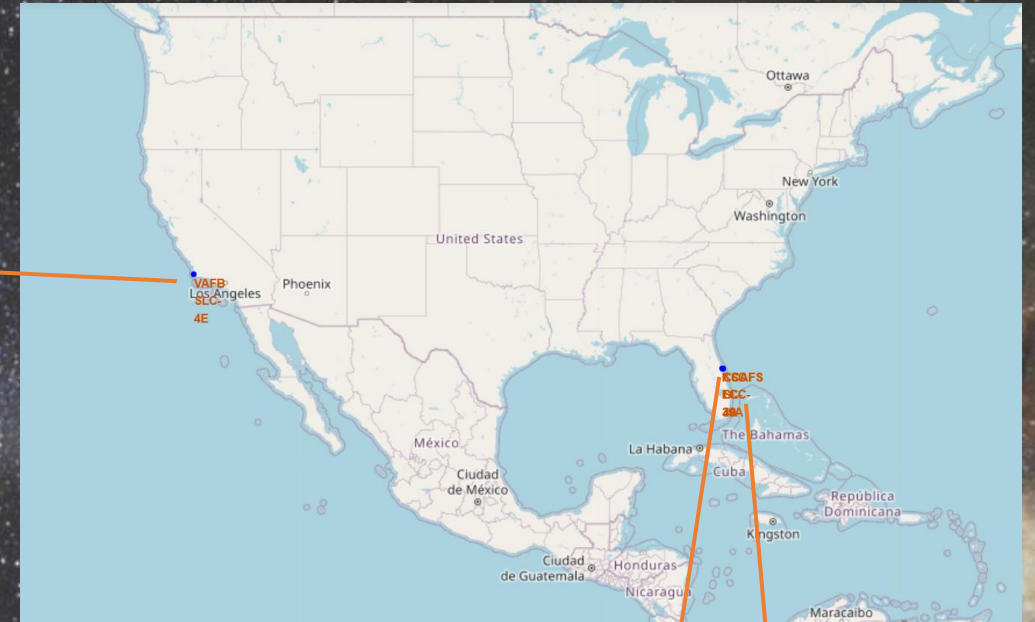 Ottawa
New York
Washington
United States
Phoenix
Los Angeles
VAFB
SLC-
4E
México
Ciudad
de México
La Habana
The Bahamas
Cuba
República
Dominicana
Kingston
Ciudad
de Guatemala
Honduras
Nicaragua
Maracaibo